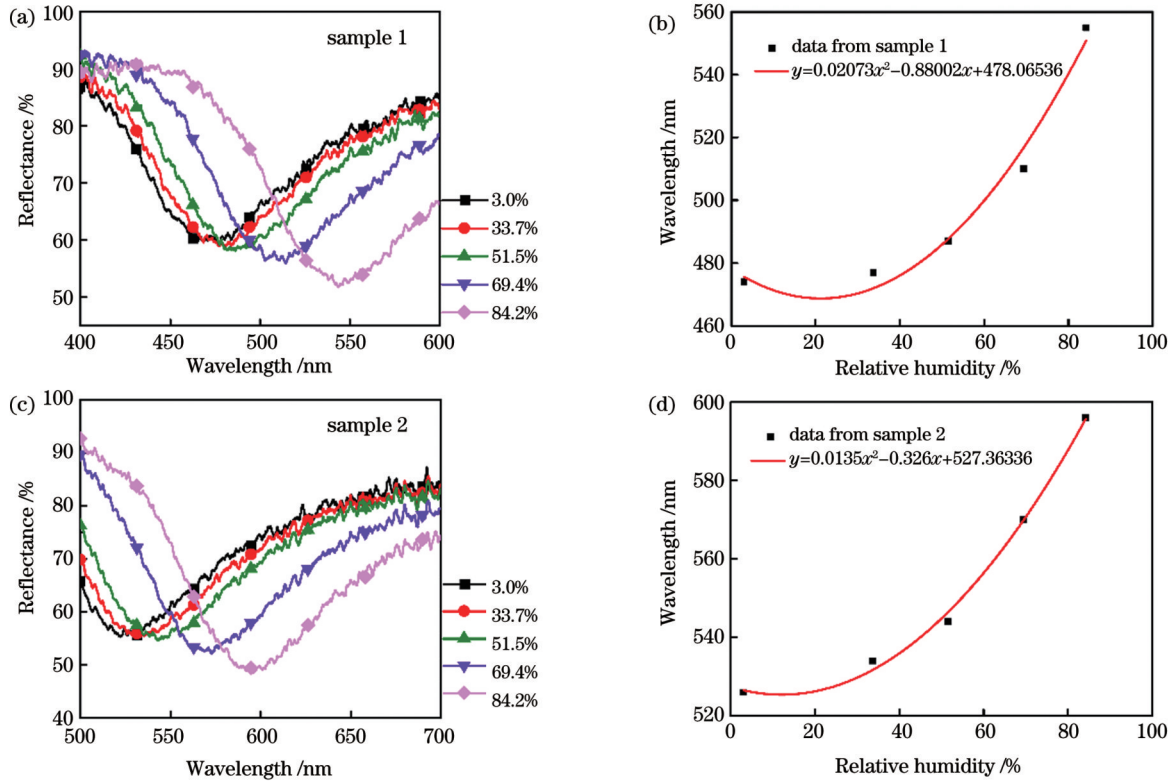 (a)
100
90
80
70
60
50
Reflectance /%
sample 1
3.0%
33.7%
51.5%
69.4%
84.2%
400 450 500 550 600
Wavelength /nm
(b)
560
540
520
500
480
460
Wavelength /nm
data from sample 1
y=0.02073x²−0.88002x+478.06536
0 20 40 60 80 100
Relative humidity /%
(c)
100
90
80
70
60
50
40
Reflectance /%
sample 2
3.0%
33.7%
51.5%
69.4%
84.2%
500 550 600 650 700
Wavelength /nm
(d)
600
580
560
540
520
Wavelength /nm
data from sample 2
y=0.0135x²−0.326x+527.36336
0 20 40 60 80 100
Relative humidity /%